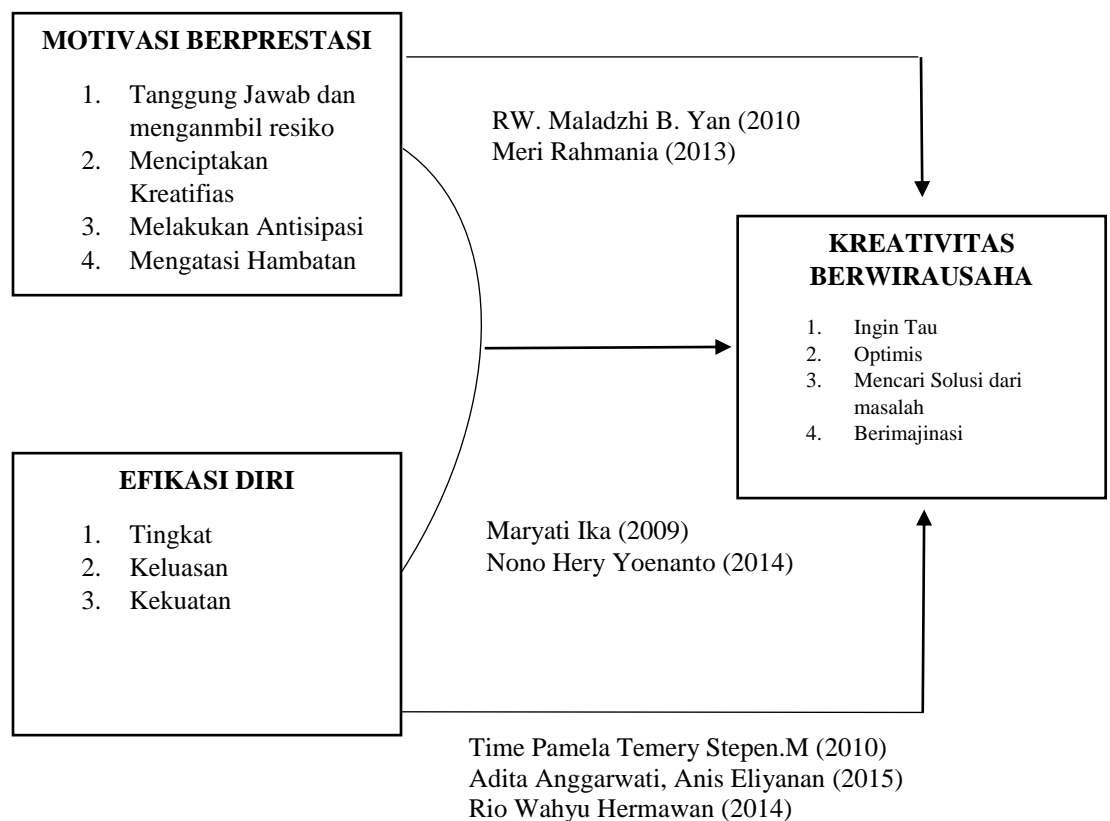 MOTIVASI BERPRESTASI
1. Tanggung Jawab dan
menganmbil resiko
2. Menciptakan
Kreatifias
3. Melakukan Antisipasi
4. Mengatasi Hambatan
RW. Maladzhi B. Yan (2010
Meri Rahmania (2013)
KREATIVITAS
BERWIRAUSAHA
1. Ingin Tau
2. Optimis
3. Mencari Solusi dari
masalah
4. Berimajinasi
EFIKASI DIRI
1. Tingkat
2. Keluasan
3. Kekuatan
Maryati Ika (2009)
Nono Hery Yoenanto (2014)
Time Pamela Temery Stepen.M (2010)
Adita Anggarwati, Anis Eliyanan (2015)
Rio Wahyu Hermawan (2014)